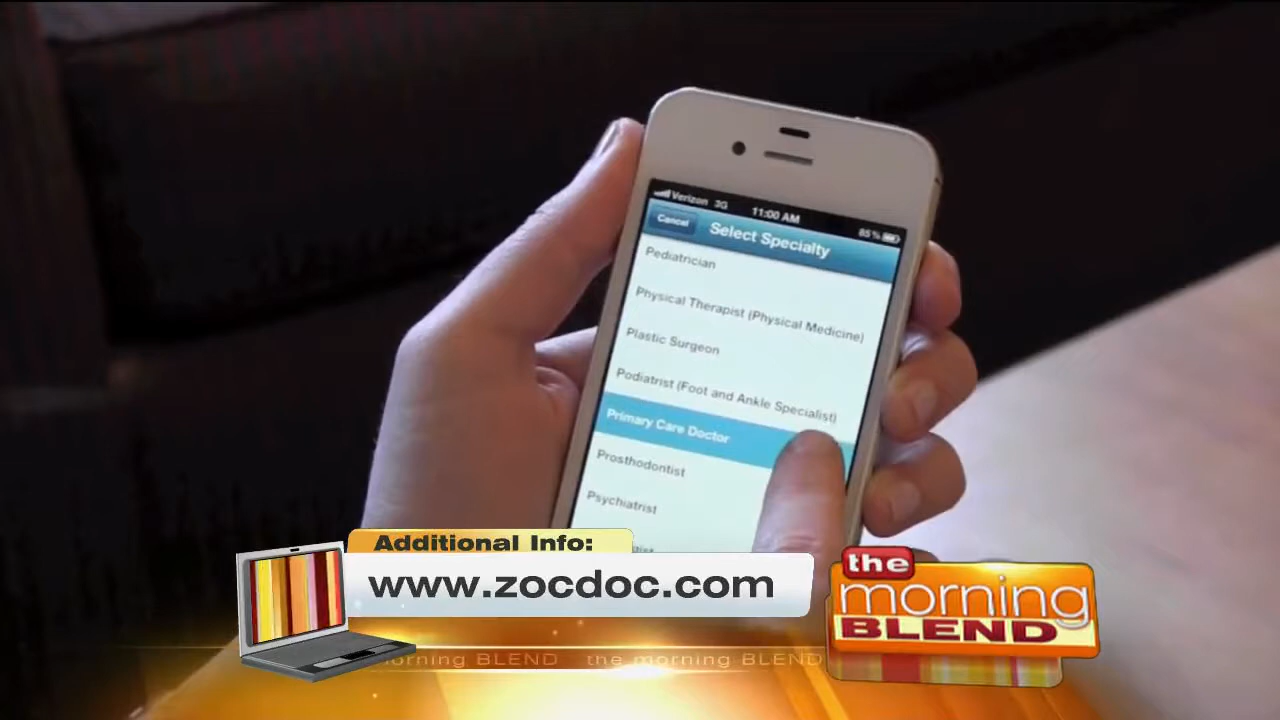 Verizon 3G 11:00 AM 85%
Cancel Select Specialty
Pediatrician
Physical Therapist (Physical Medicine)
Plastic Surgeon
Podiatrist (Foot and Ankle Specialist)
Primary Care Doctor
Prosthodontist
Psychiatrist
Additional Info:
www.zocdoc.com
the
morning
BLEND
orning BLEND the morning BLEND